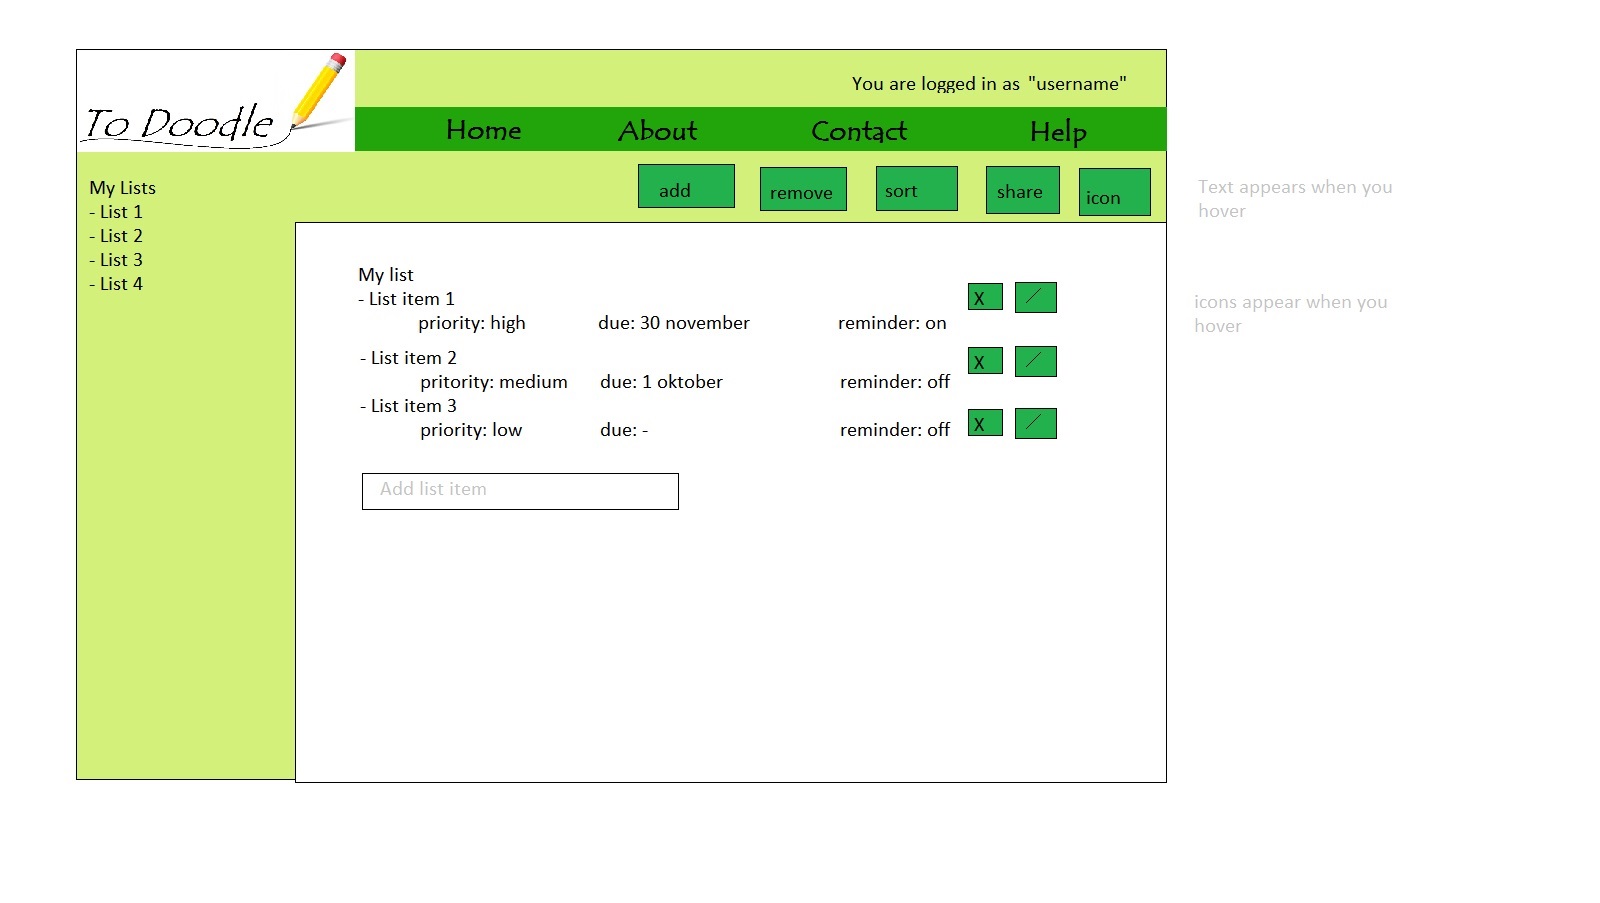 You are logged in as "username"
To Doodle
Home About Contact Help
add remove sort share icon
Text appears when you
hover
My Lists
- List 1
- List 2
- List 3
- List 4
My list
- List item 1 X
priority: high due: 30 november reminder: on
icons appear when you
hover
- List item 2 X
pritority: medium due: 1 oktober reminder: off
- List item 3 X
priority: low due: - reminder: off
Add list item